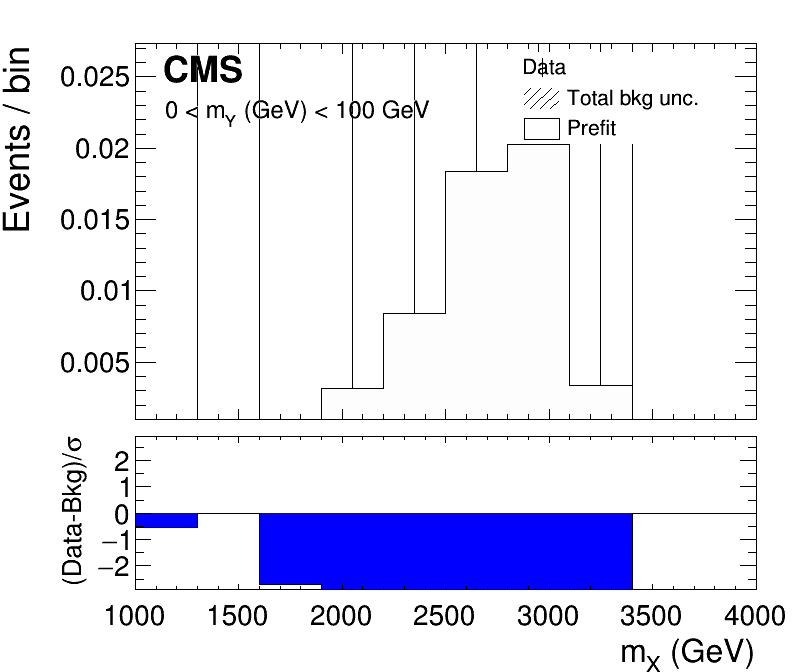 CMS
0 < mY (GeV) < 100 GeV
Data
Total bkg unc.
Prefit
Events / bin
0.025
0.02
0.015
0.01
0.005
(Data-Bkg)/σ
2
1
0
−1
−2
1000 1500 2000 2500 3000 3500 4000
mX (GeV)